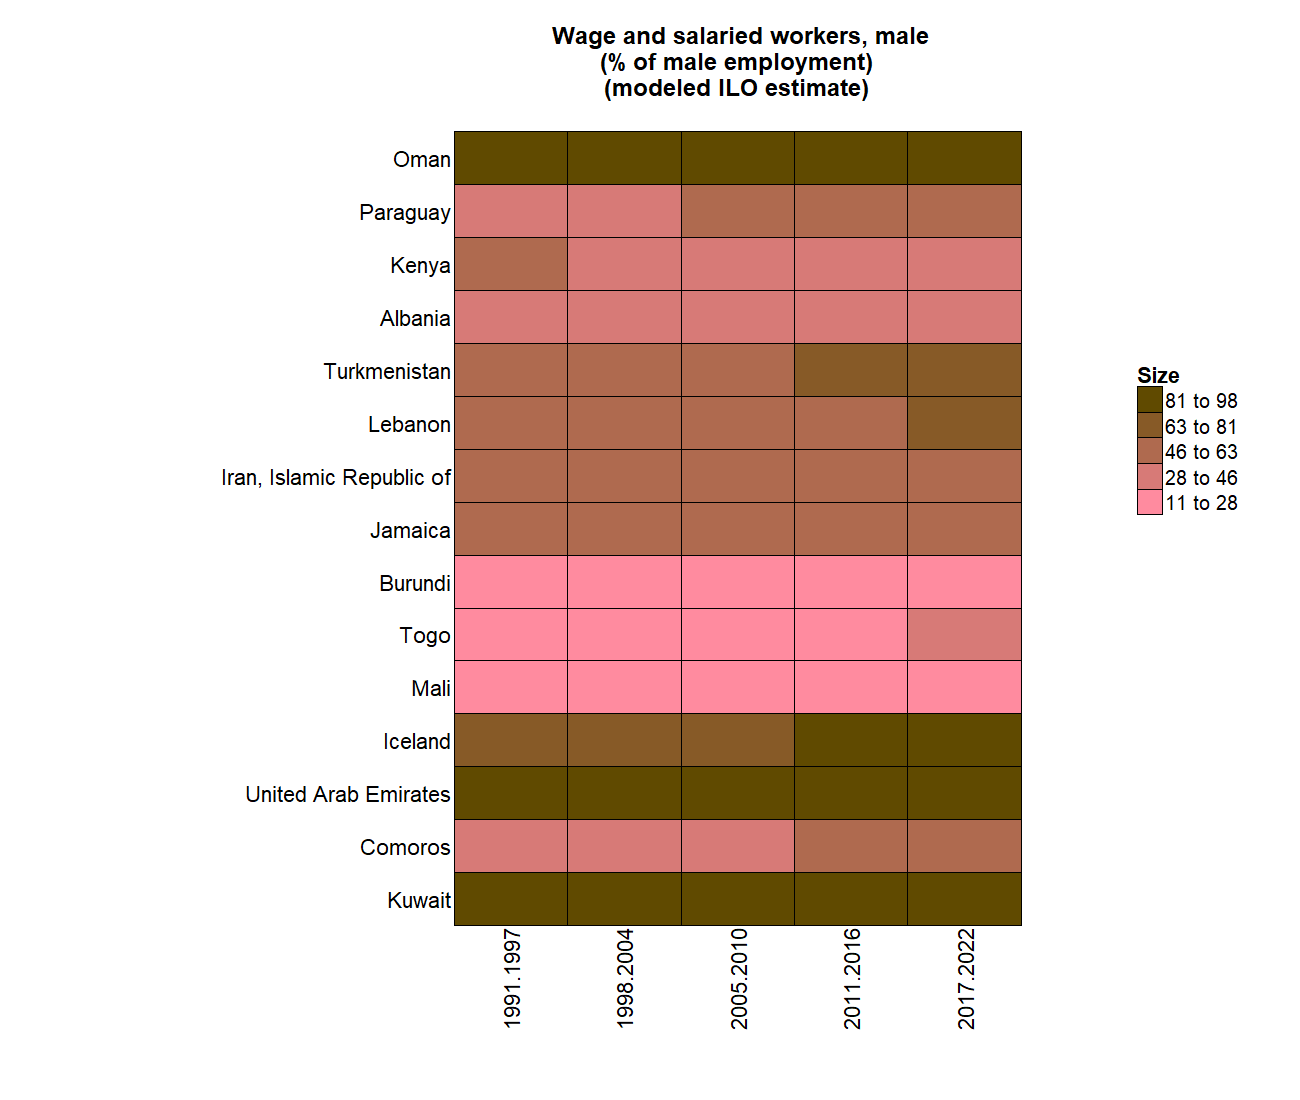 Wage and salaried workers, male
(% of male employment)
(modeled ILO estimate)
Oman
Paraguay
Kenya
Albania
Turkmenistan
Lebanon
Iran, Islamic Republic of
Jamaica
Burundi
Togo
Mali
Iceland
United Arab Emirates
Comoros
Kuwait
1991.1997
1998.2004
2005.2010
2011.2016
2017.2022
Size
81 to 98
63 to 81
46 to 63
28 to 46
11 to 28